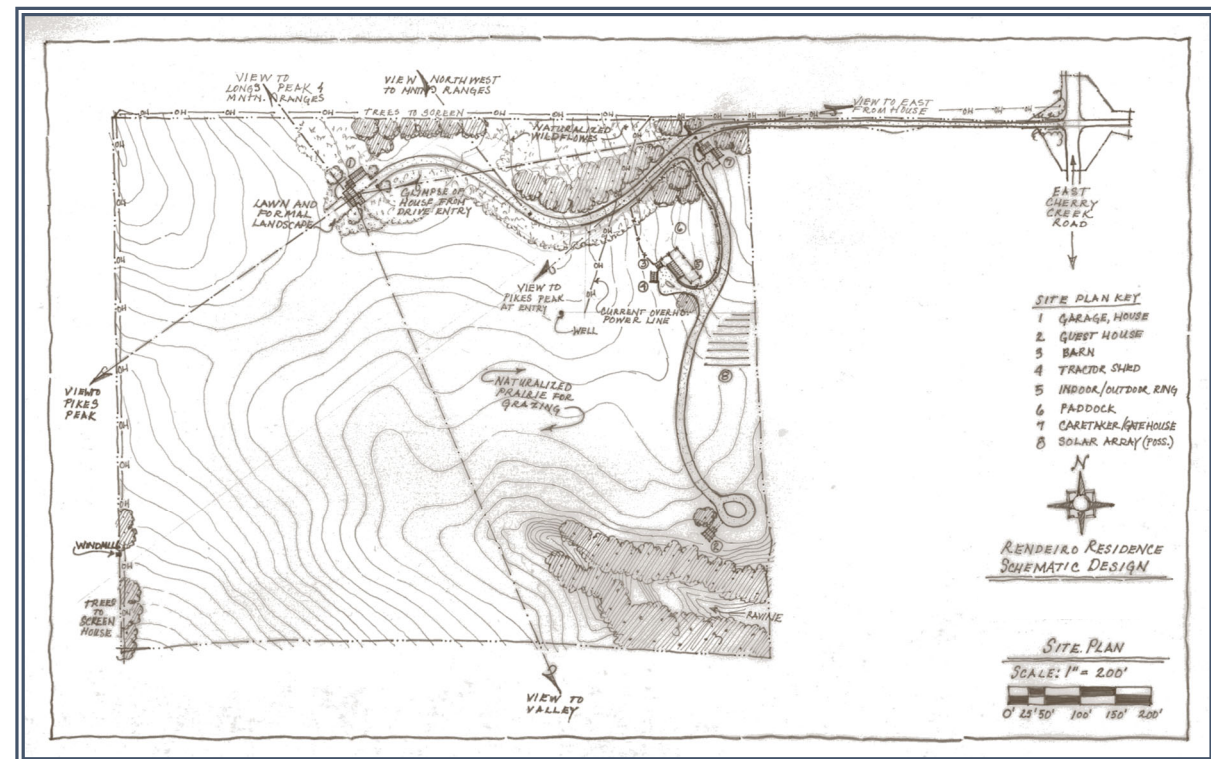 VIEW TO
LONGS PEAK &
MNTN. RANGES
VIEW NORTHWEST
TO MNTNS RANGES
TREES TO SCREEN
NATURALIZED
WILDFLOWES
VIEW TO EAST
FROM HOUSE
LAWN AND
FORMAL
LANDSCAPE
GLIMPSE OF
HOUSE FROM
DRIVE ENTRY
EAST
CHERRY
CREEK
ROAD
VIEW TO
PIKES PEAK
AT ENTRY
WELL
CURRENT OVERHD.
POWER LINE
VIEW TO
PIKES
PEAK
NATURALIZED
PRAIRIE FOR
GRAZING
SITE PLAN KEY
1 GARAGE, HOUSE
2 GUEST HOUSE
3 BARN
4 TRACTOR SHED
5 INDOOR/OUTDOOR RING
6 PADDOCK
7 CARETAKER/GATEHOUSE
8 SOLAR ARRAY (POSS.)
N
RENDEIRO RESIDENCE
SCHEMATIC DESIGN
WINDMILL
TREES
TO
SCREEN
HOUSE
RAVINE
VIEW TO
VALLEY
SITE PLAN
SCALE: 1" = 200'
0' 25' 50' 100' 150' 200'